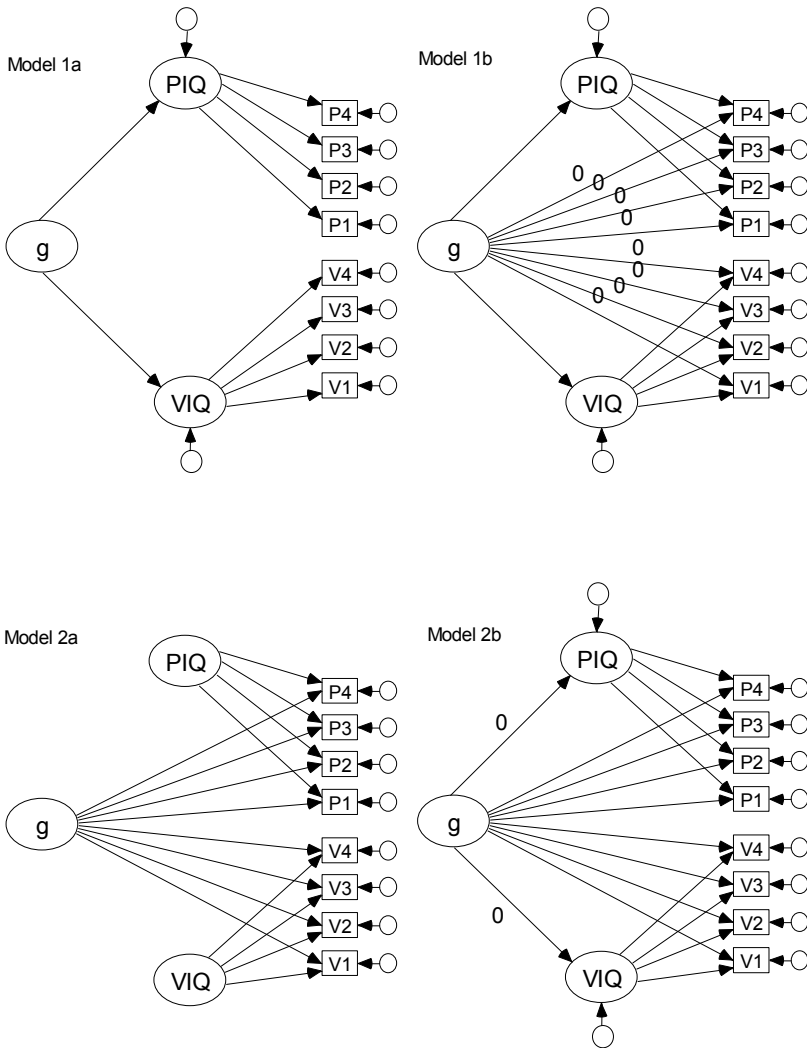 Model 1a
PIQ
P4
P3
P2
P1
g
V4
V3
V2
V1
VIQ
Model 1b
PIQ
P4
P3
P2
P1
0
0
0
0
g
0
0
0
0
V4
V3
V2
V1
VIQ
Model 2a
PIQ
P4
P3
P2
P1
g
V4
V3
V2
V1
VIQ
Model 2b
PIQ
P4
P3
P2
P1
0
g
V4
V3
V2
V1
0
VIQ